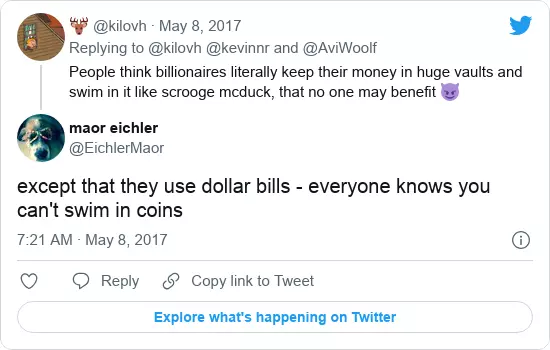 @kilovh · May 8, 2017
Replying to @kilovh @kevinnr and @AviWoolf
People think billionaires literally keep their money in huge vaults and
swim in it like scrooge mcduck, that no one may benefit 😈
maor eichler
@EichlerMaor
except that they use dollar bills - everyone knows you
can't swim in coins
7:21 AM · May 8, 2017
Reply
Copy link to Tweet
Explore what's happening on Twitter